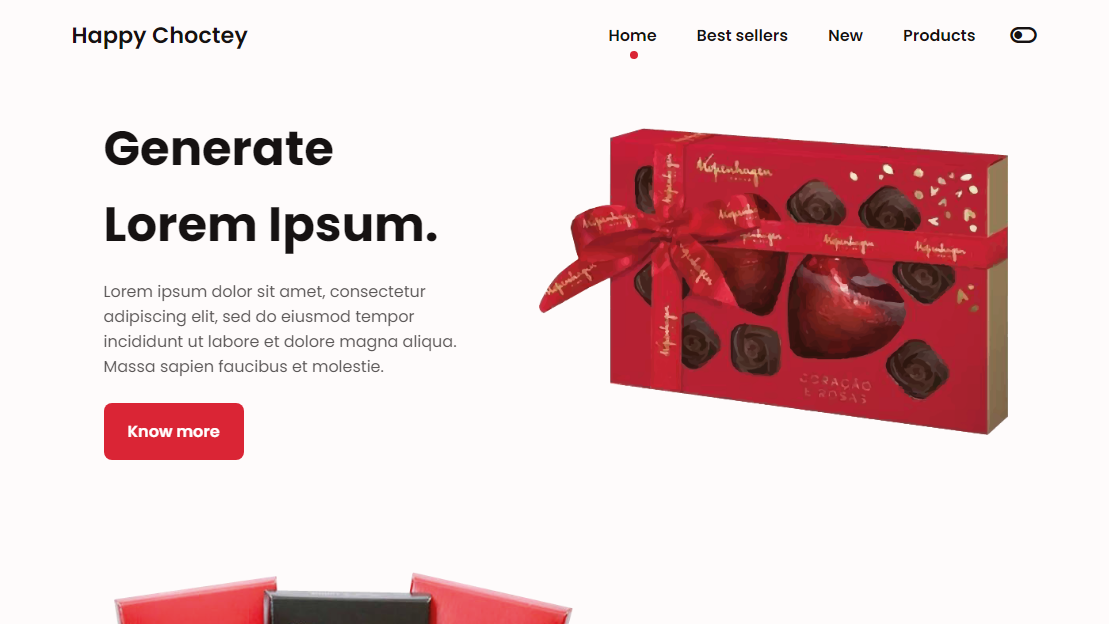 Happy Choctey
Home
Best sellers
New
Products
Generate
Lorem Ipsum.
Lorem ipsum dolor sit amet, consectetur
adipiscing elit, sed do eiusmod tempor
incididunt ut labore et dolore magna aliqua.
Massa sapien faucibus et molestie.
Know more
Kopenhagen
Kopenhagen
Kopenhagen
Kopenhagen
Kopenhagen
Kopenhagen
Kopenhagen
CORAÇÃO
E ROSAS